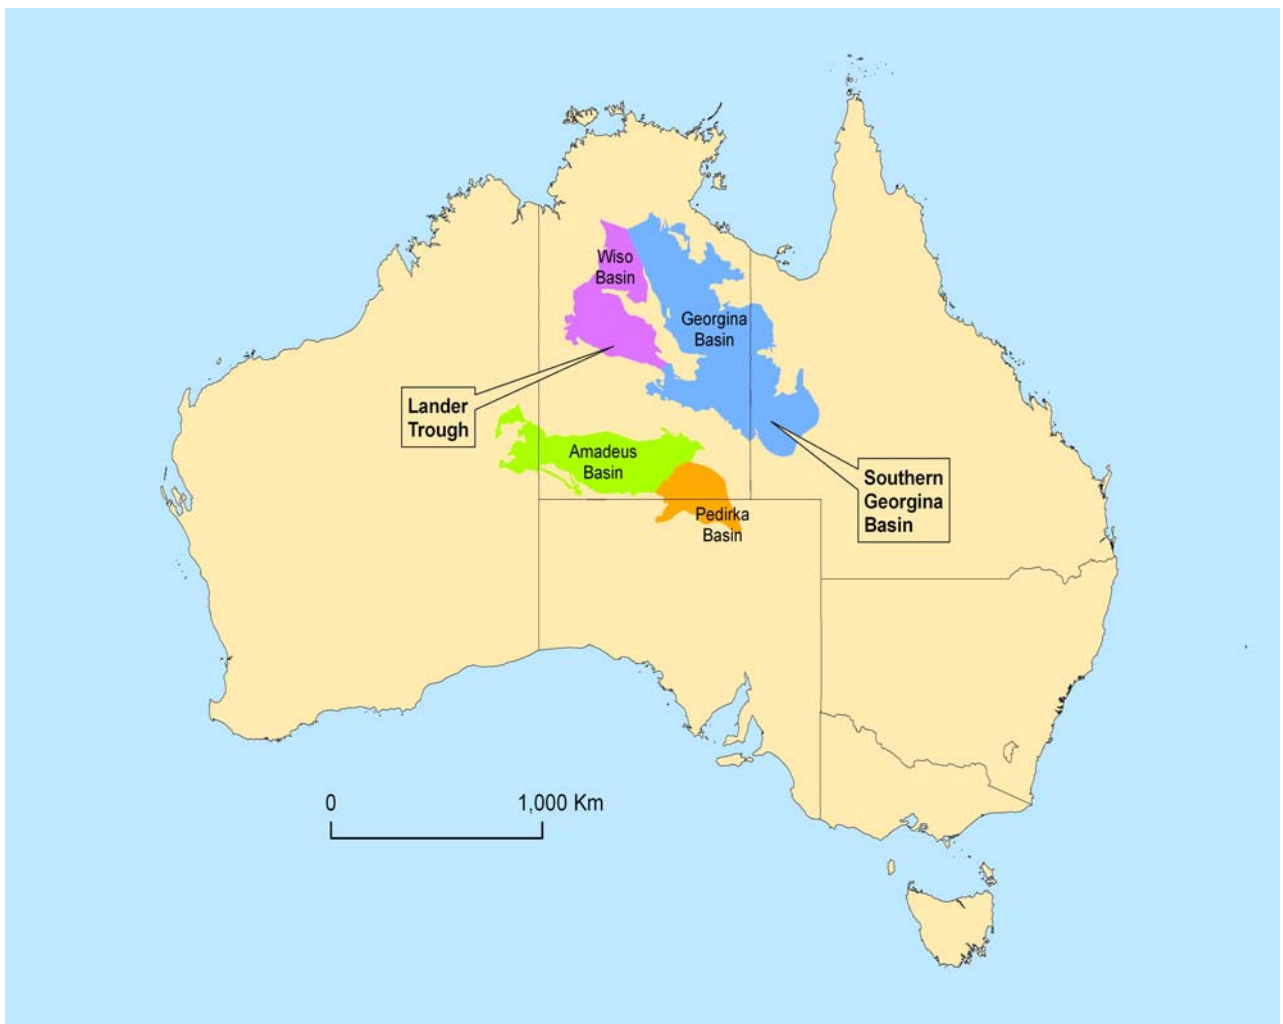 Wiso
Basin
Georgina
Basin
Lander
Trough
Amadeus
Basin
Southern
Georgina
Basin
Pedirka
Basin
0 1,000 Km